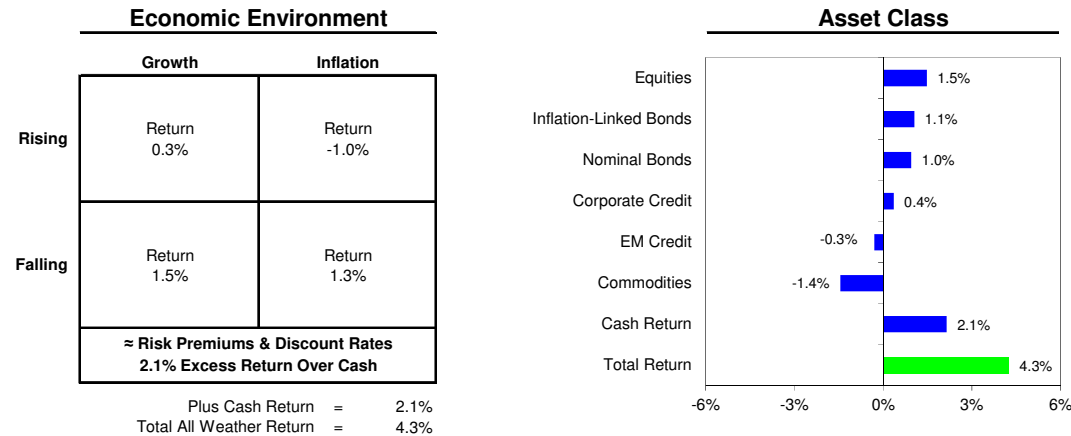 Economic Environment
Growth Inflation
Rising
Return
0.3%
Return
-1.0%
Falling
Return
1.5%
Return
1.3%
≈ Risk Premiums & Discount Rates
2.1% Excess Return Over Cash
Plus Cash Return = 2.1%
Total All Weather Return = 4.3%
Asset Class
Equities 1.5%
Inflation-Linked Bonds 1.1%
Nominal Bonds 1.0%
Corporate Credit 0.4%
EM Credit -0.3%
Commodities -1.4%
Cash Return 2.1%
Total Return 4.3%
-6% -3% 0% 3% 6%